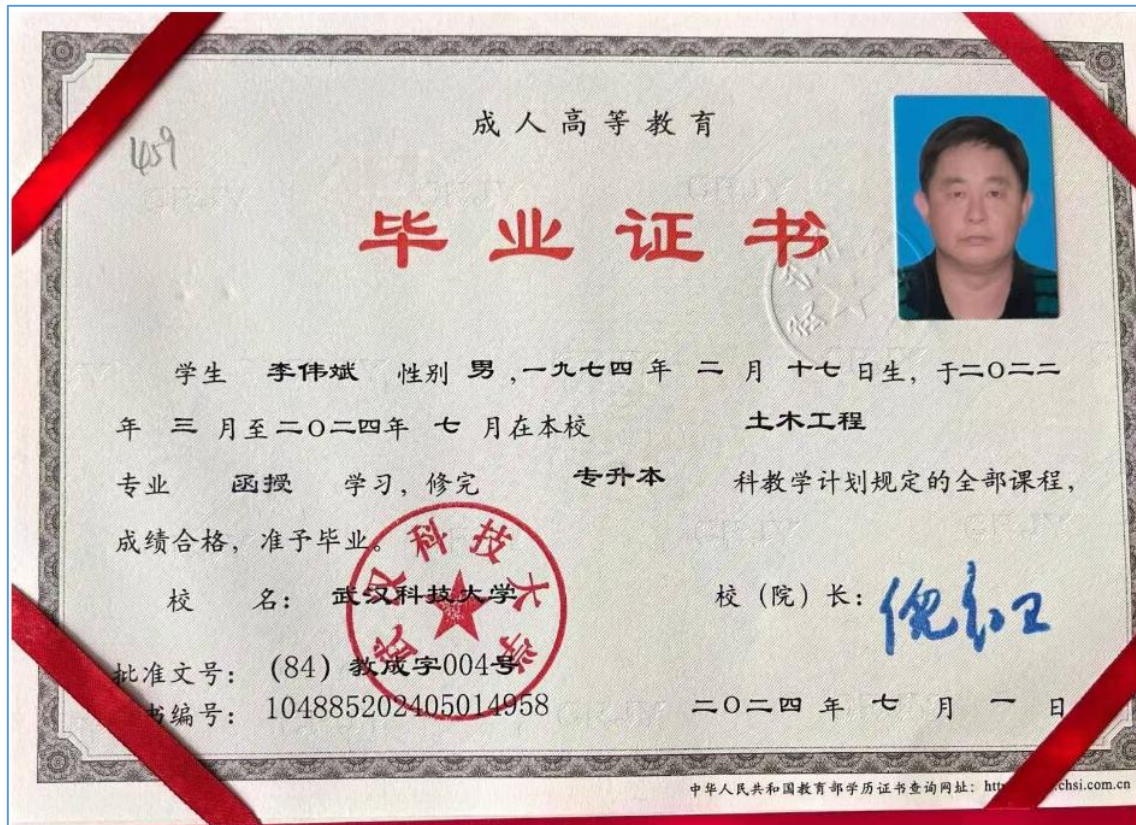 成人高等教育
459
毕业证书
学生 李伟斌 性别 男 ,一九七四 年 二 月 十七 日生, 于二〇二二
年 三 月至二〇二四年 七 月在本校 土木工程
专业 函授 学习, 修完 专升本 科教学计划规定的全部课程,
成绩合格, 准予毕业。
武汉科技大学
校 名: 武汉科技大学 校(院)长:
批准文号: (84) 教成字004号
书编号: 104885202405014958 二〇二四 年 七 月 一 日
中华人民共和国教育部学历证书查询网址: htt chsi.com.cn